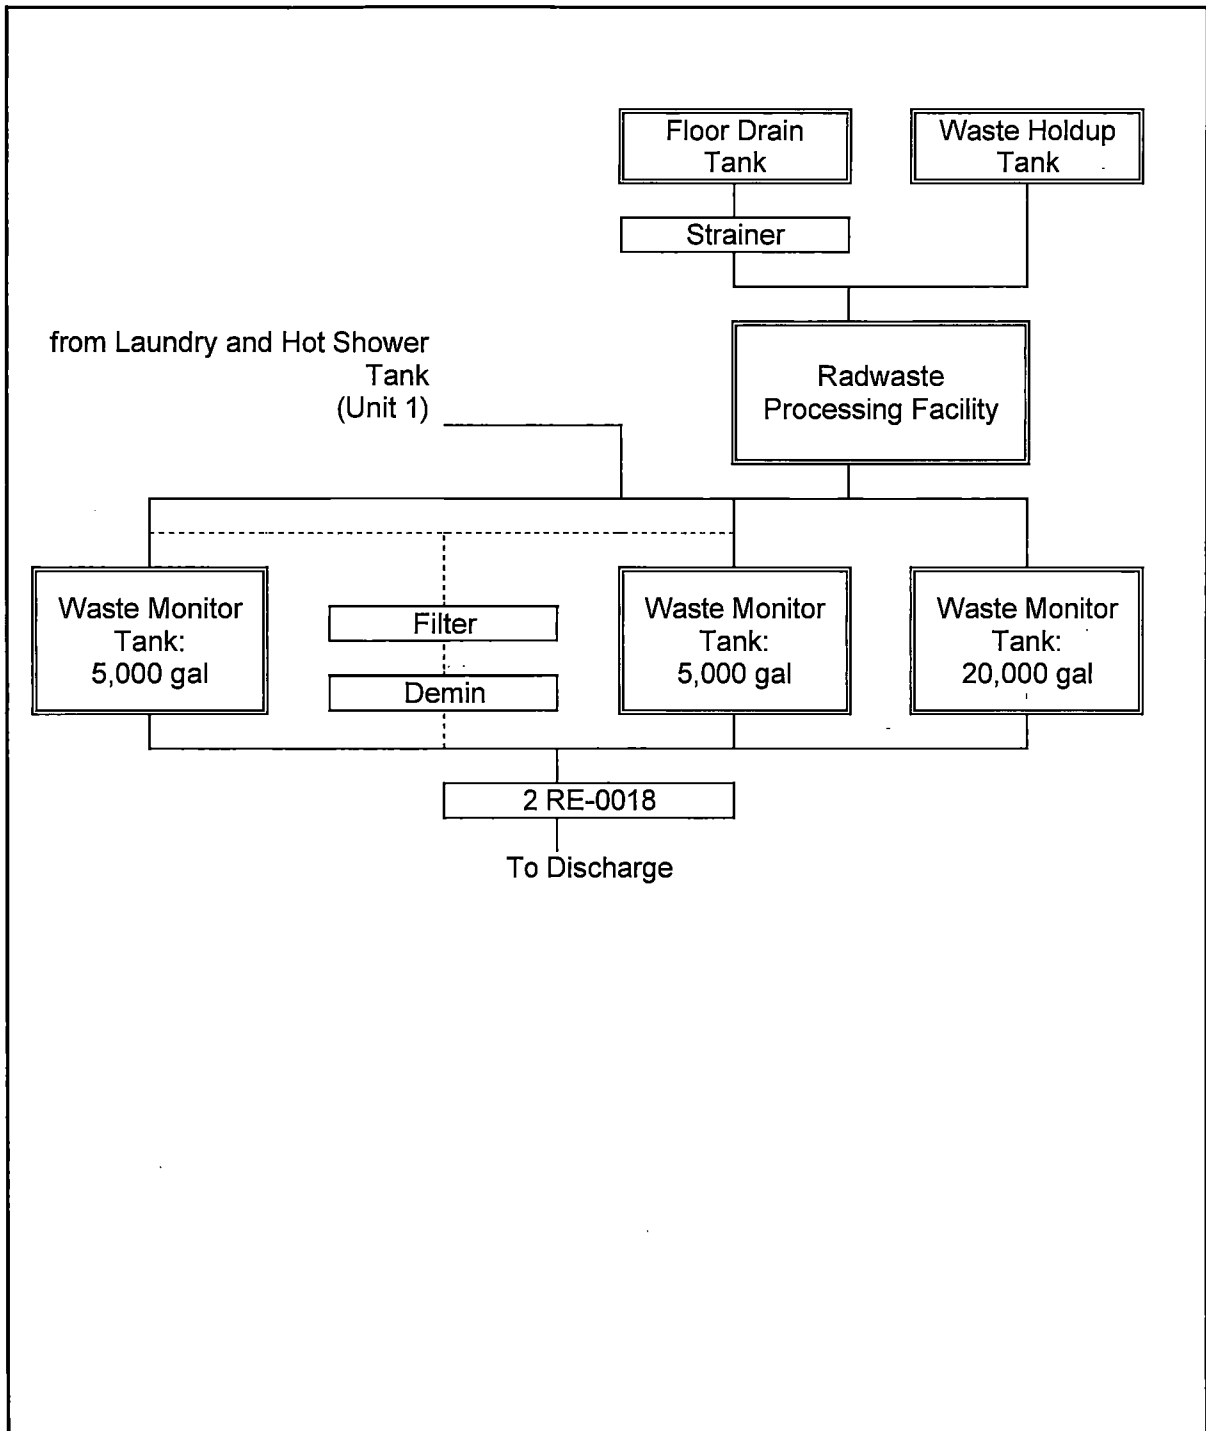 Floor Drain
Tank
Waste Holdup
Tank
Strainer
from Laundry and Hot Shower
Tank
(Unit 1)
Radwaste
Processing Facility
Waste Monitor
Tank:
5,000 gal
Filter
Demin
Waste Monitor
Tank:
5,000 gal
Waste Monitor
Tank:
20,000 gal
2 RE-0018
To Discharge